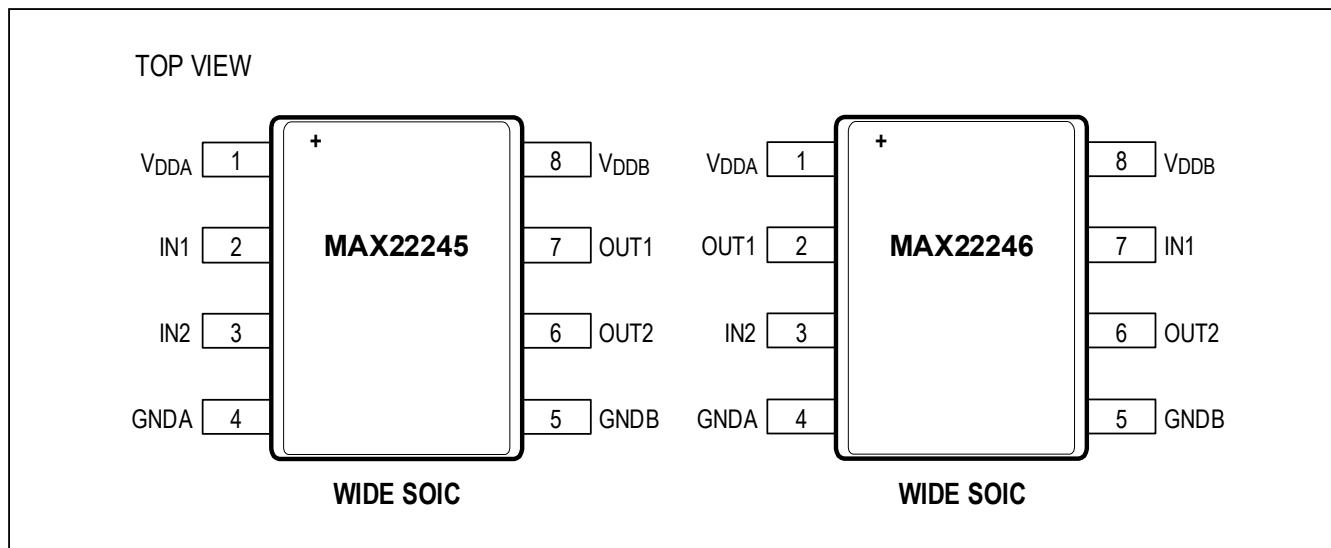 TOP VIEW
+
VDDA 1 8 VDDB
IN1 2 MAX22245 7 OUT1
IN2 3 6 OUT2
GNDA 4 5 GNDB
WIDE SOIC
+
VDDA 1 8 VDDB
OUT1 2 MAX22246 7 IN1
IN2 3 6 OUT2
GNDA 4 5 GNDB
WIDE SOIC